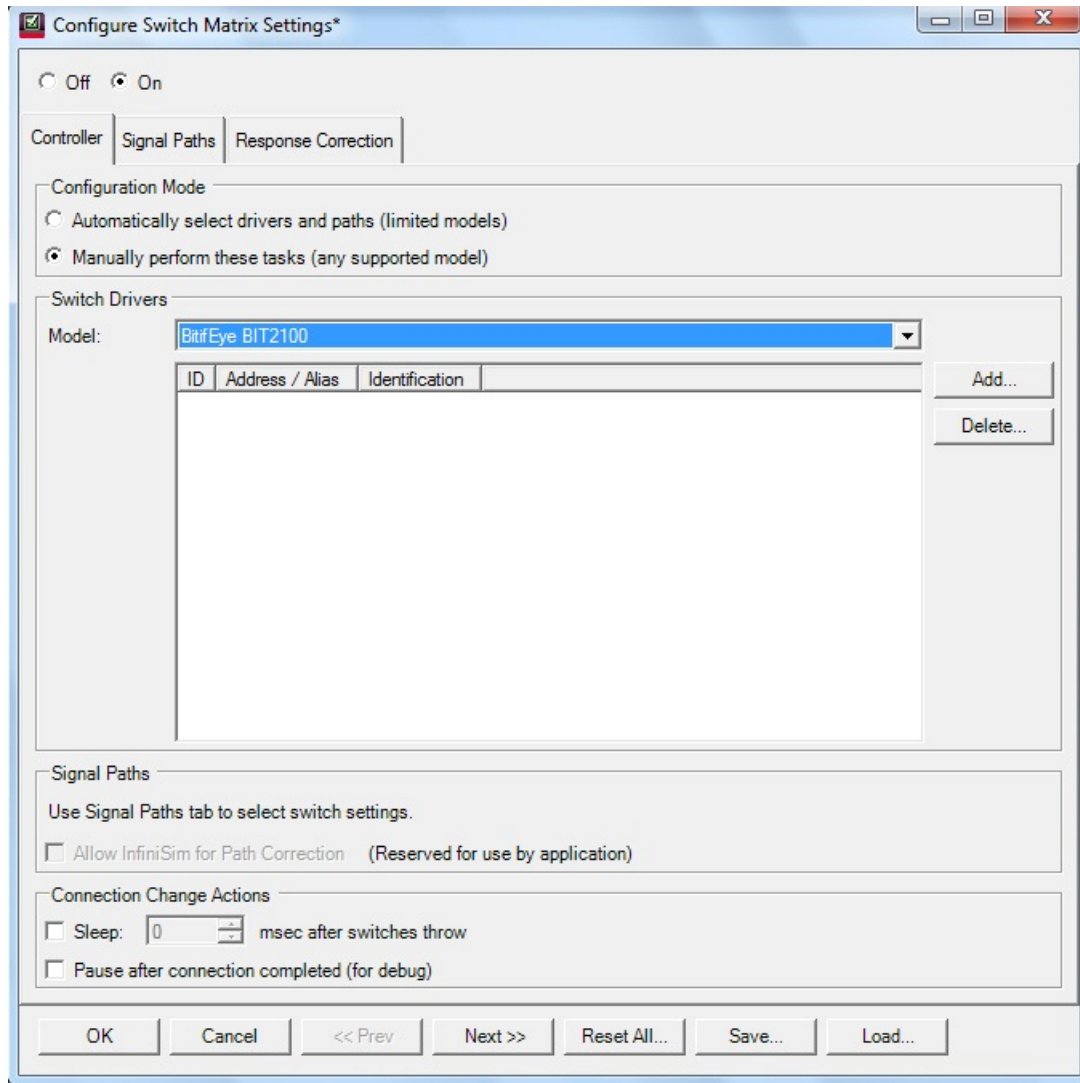 Configure Switch Matrix Settings*
Off On
Controller Signal Paths Response Correction
Configuration Mode
Automatically select drivers and paths (limited models)
Manually perform these tasks (any supported model)
Switch Drivers
Model: BitifEye BIT2100
ID Address / Alias Identification
Add...
Delete...
Signal Paths
Use Signal Paths tab to select switch settings.
Allow InfiniSim for Path Correction (Reserved for use by application)
Connection Change Actions
Sleep: 0 msec after switches throw
Pause after connection completed (for debug)
OK Cancel << Prev Next >> Reset All... Save... Load...